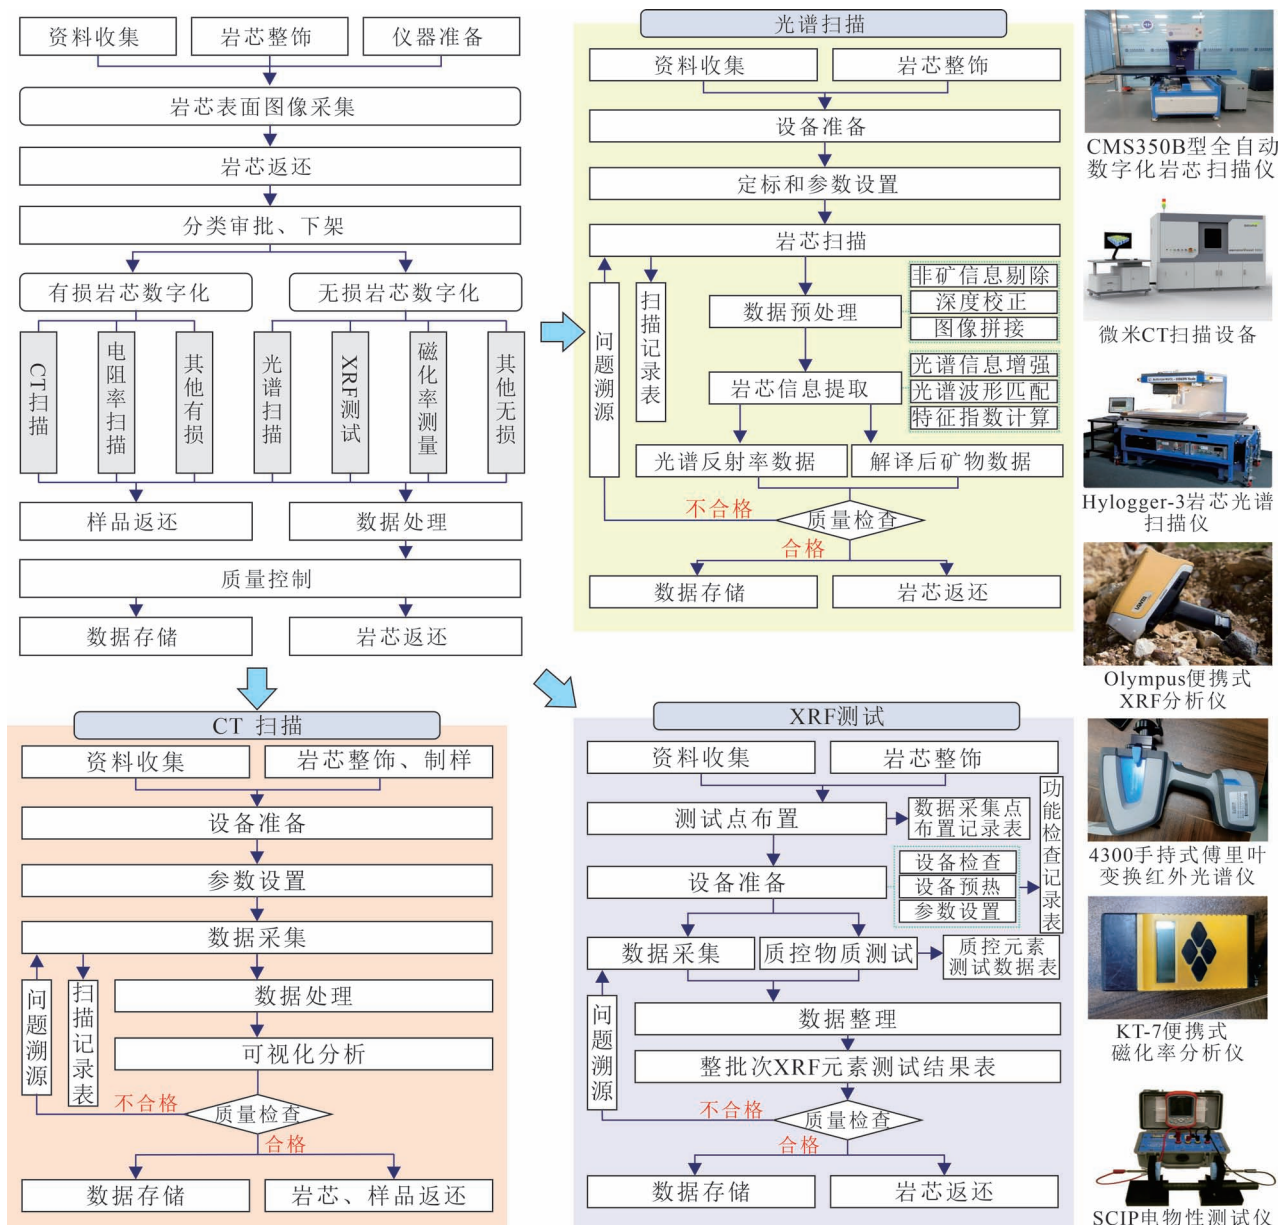 资料收集
岩芯整饰
仪器准备
岩芯表面图像采集
岩芯返还
分类审批、下架
有损岩芯数字化
无损岩芯数字化
CT扫描
电阻率扫描
其他有损
光谱扫描
XRF测试
磁化率测量
其他无损
样品返还
数据处理
质量控制
数据存储
岩芯返还
光谱扫描
资料收集
岩芯整饰
设备准备
定标和参数设置
岩芯扫描
问题溯源
扫描记录表
数据预处理
非矿信息剔除
深度校正
图像拼接
岩芯信息提取
光谱信息增强
光谱波形匹配
特征指数计算
光谱反射率数据
解译后矿物数据
不合格
质量检查
合格
数据存储
岩芯返还
CT 扫描
资料收集
岩芯整饰、制样
设备准备
参数设置
数据采集
问题溯源
扫描记录表
数据处理
可视化分析
不合格
质量检查
合格
数据存储
岩芯、样品返还
XRF测试
资料收集
岩芯整饰
测试点布置
数据采集点
布置记录表
功能检查记录表
设备准备
设备检查
设备预热
参数设置
数据采集
质控物质测试
质控元素
测试数据表
问题溯源
数据整理
整批次XRF元素测试结果表
不合格
质量检查
合格
数据存储
岩芯返还
CMS350B型全自动
数字化岩芯扫描仪
微米CT扫描设备
Hylogger-3岩芯光谱
扫描仪
Olympus便携式
XRF分析仪
4300手持式傅里叶
变换红外光谱仪
KT-7便携式
磁化率分析仪
SCIP电物性测试仪